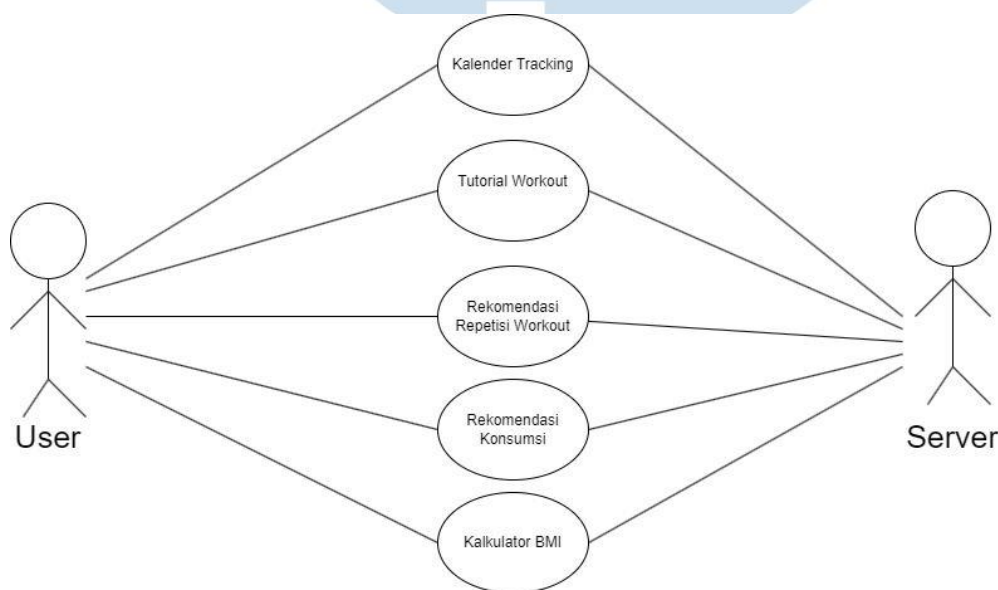 Kalender Tracking
Tutorial Workout
Rekomendasi
Repetisi Workout
Rekomendasi
Konsumsi
Kalkulator BMI
User
Server